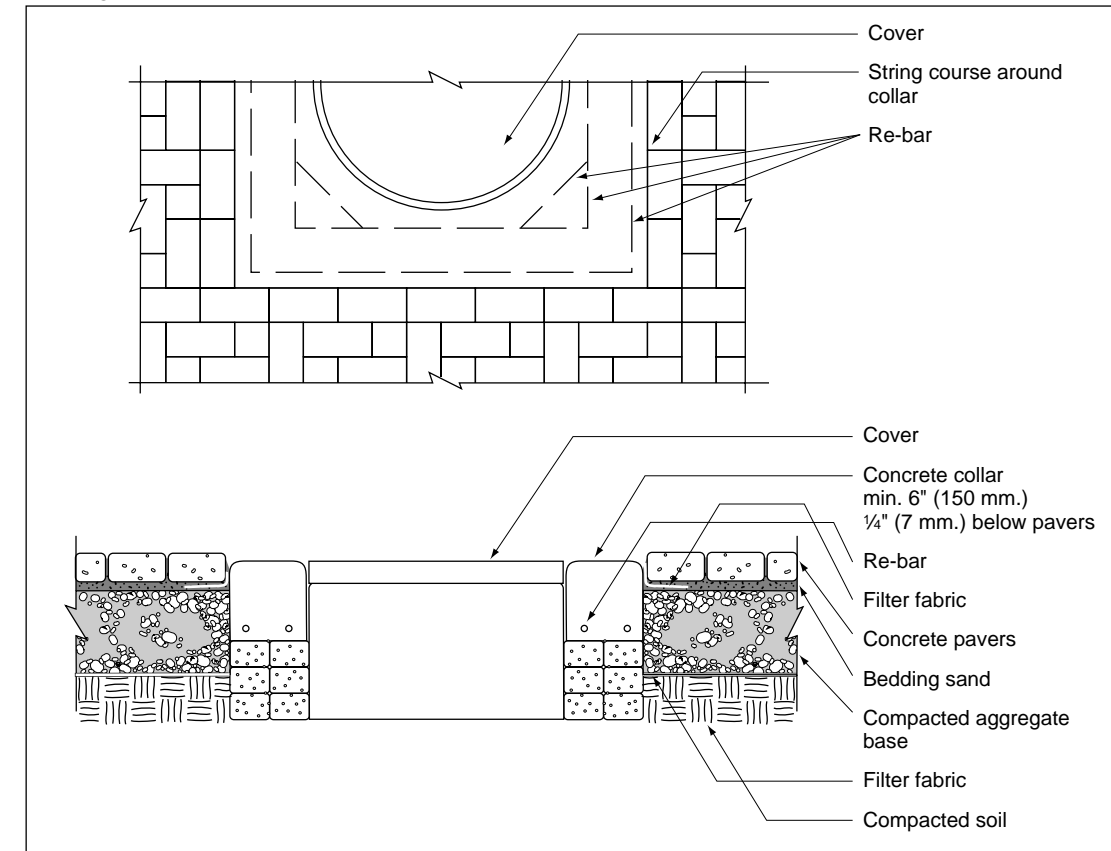 Cover
String course around
collar
Re-bar
Cover
Concrete collar
min. 6" (150 mm.)
¼" (7 mm.) below pavers
Re-bar
Filter fabric
Concrete pavers
Bedding sand
Compacted aggregate
base
Filter fabric
Compacted soil